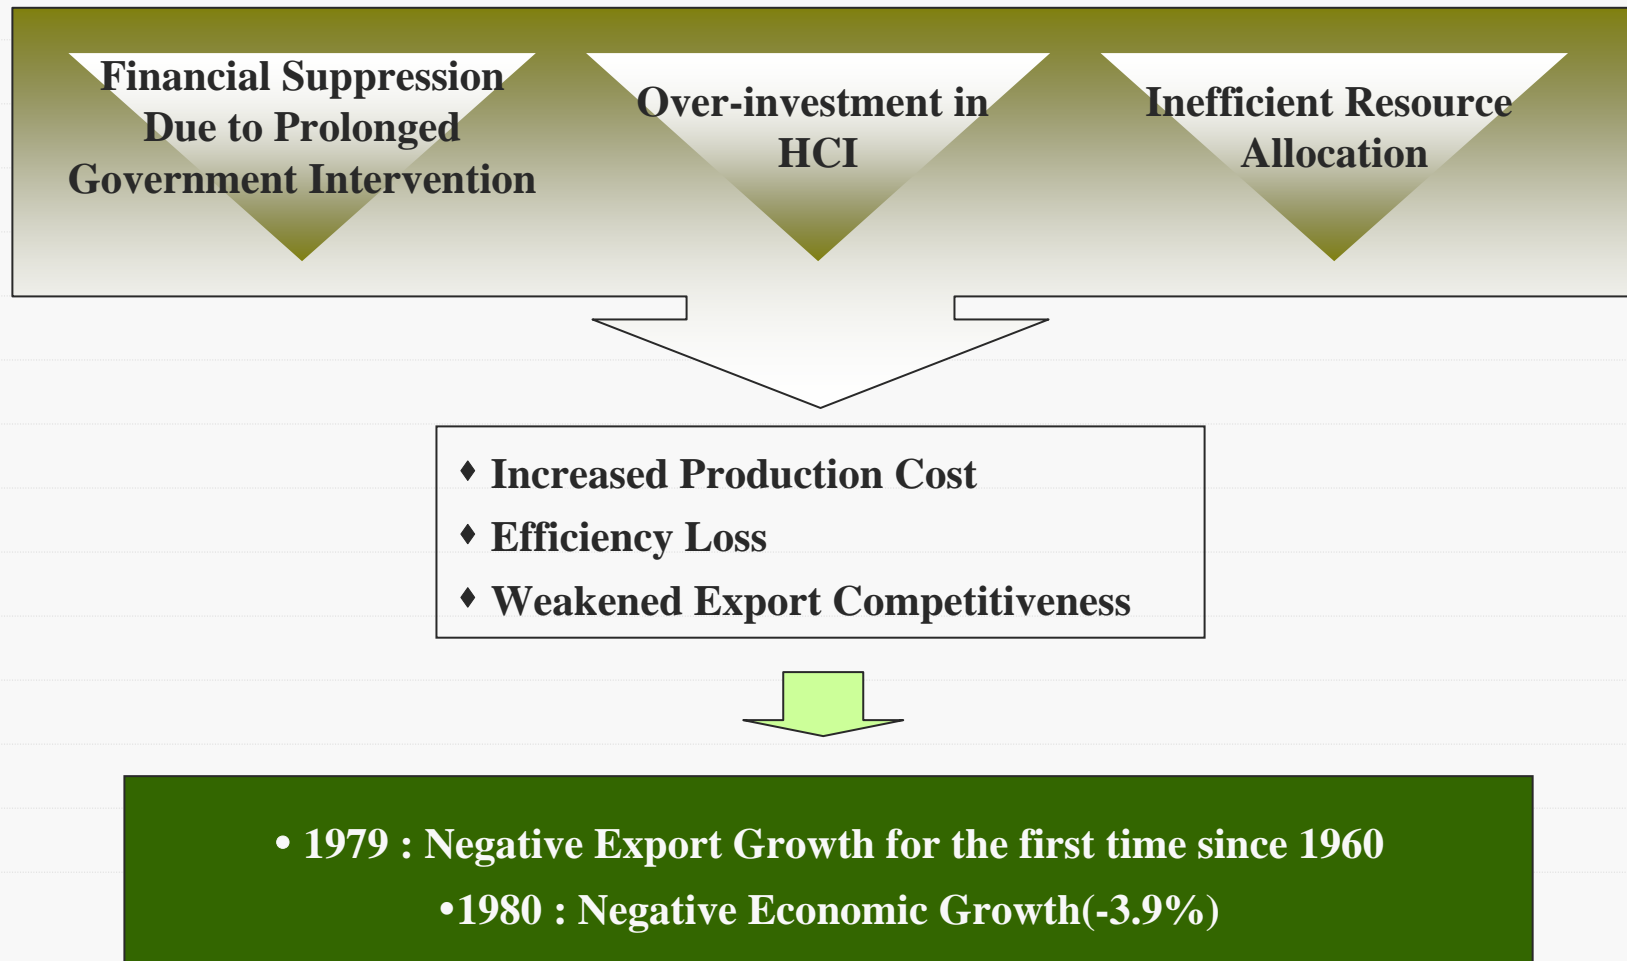 Financial Suppression
Due to Prolonged
Government Intervention
Over-investment in
HCI
Inefficient Resource
Allocation
♦ Increased Production Cost
♦ Efficiency Loss
♦ Weakened Export Competitiveness
• 1979 : Negative Export Growth for the first time since 1960
•1980 : Negative Economic Growth(-3.9%)